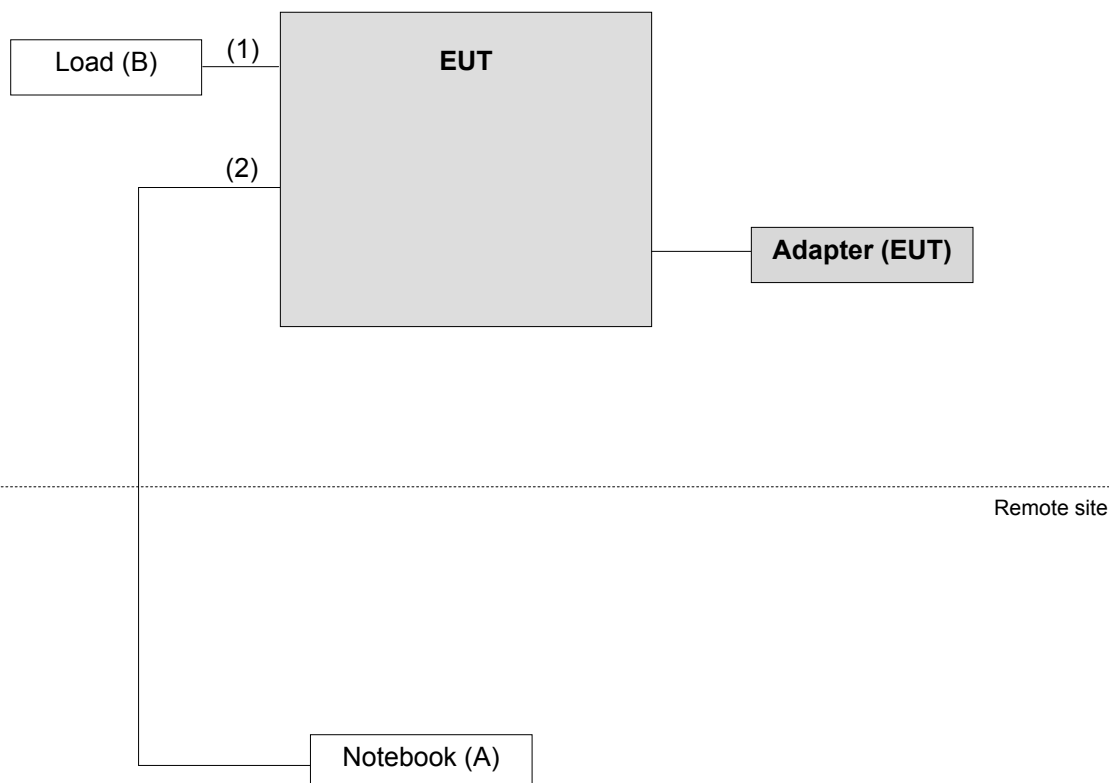 Load (B)
(1)
EUT
(2)
Adapter (EUT)
Remote site
Notebook (A)